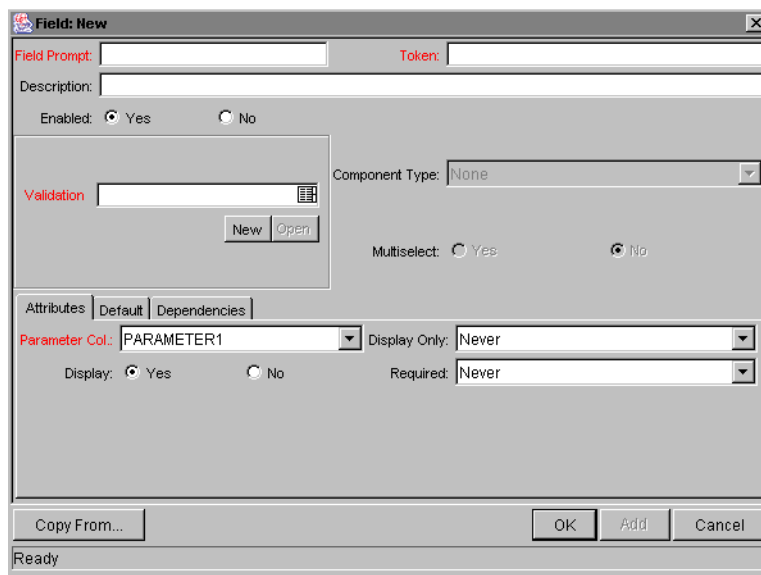 Field: New
Field Prompt: Token:
Description:
Enabled: Yes No
Component Type: None
Validation
New Open
Multiselect: Yes No
Attributes Default Dependencies
Parameter Col.: PARAMETER1 Display Only: Never
Display: Yes No Required: Never
Copy From... OK Add Cancel
Ready